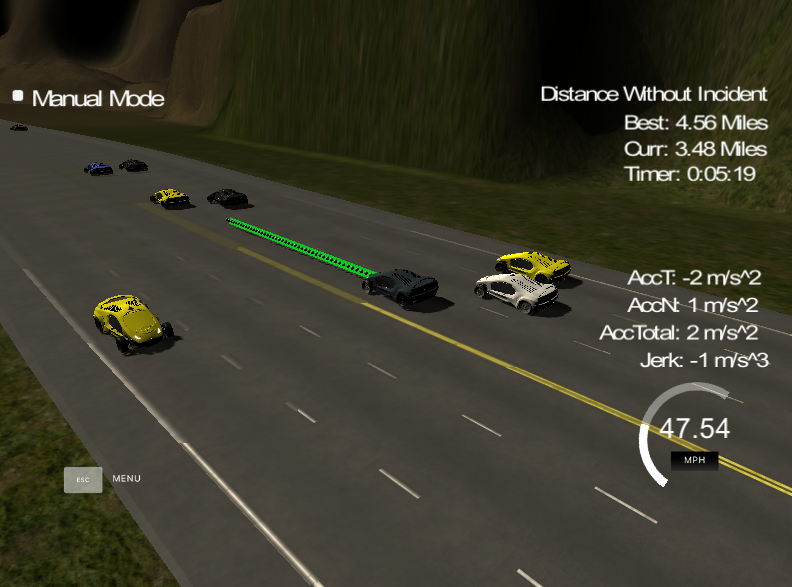 Manual Mode
Distance Without Incident
Best: 4.56 Miles
Curr: 3.48 Miles
Timer: 0:05:19
AccT: -2 m/s^2
AccN: 1 m/s^2
AccTotal: 2 m/s^2
Jerk: -1 m/s^3
47.54
MPH
ESC MENU